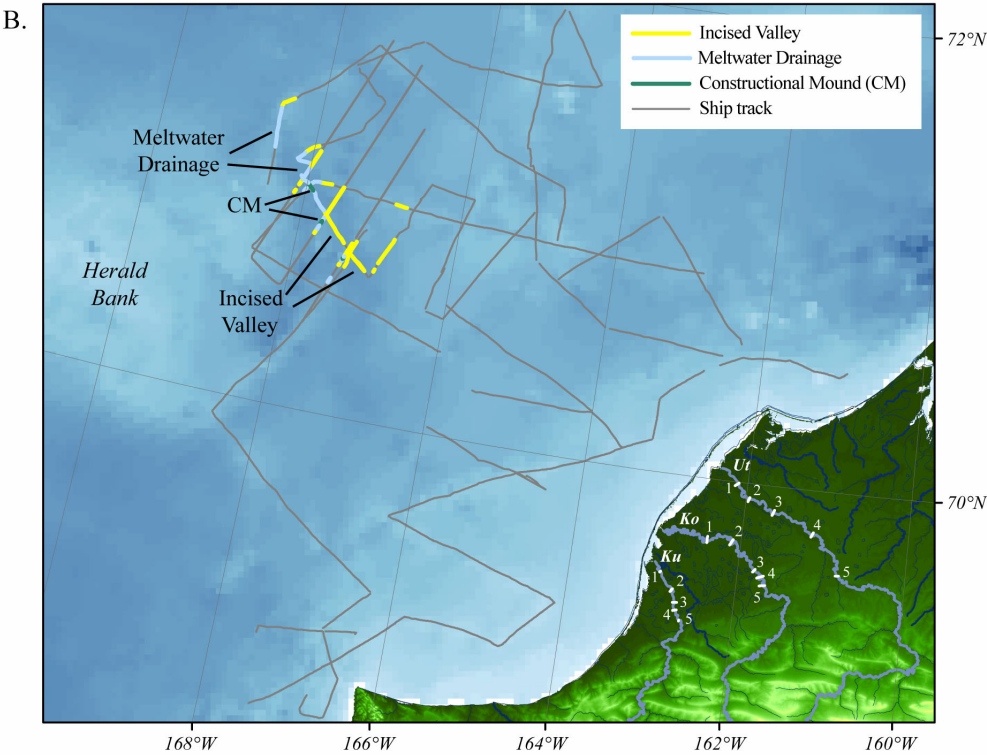 B.
Incised Valley
Meltwater Drainage
Constructional Mound (CM)
Ship track
72°N
Meltwater
Drainage
CM
Herald
Bank
Incised
Valley
Ut
1
2
3
4
5
70°N
Ko
1
2
3
4
5
Ku
1
2
3
4
5
168°W
166°W
164°W
162°W
160°W